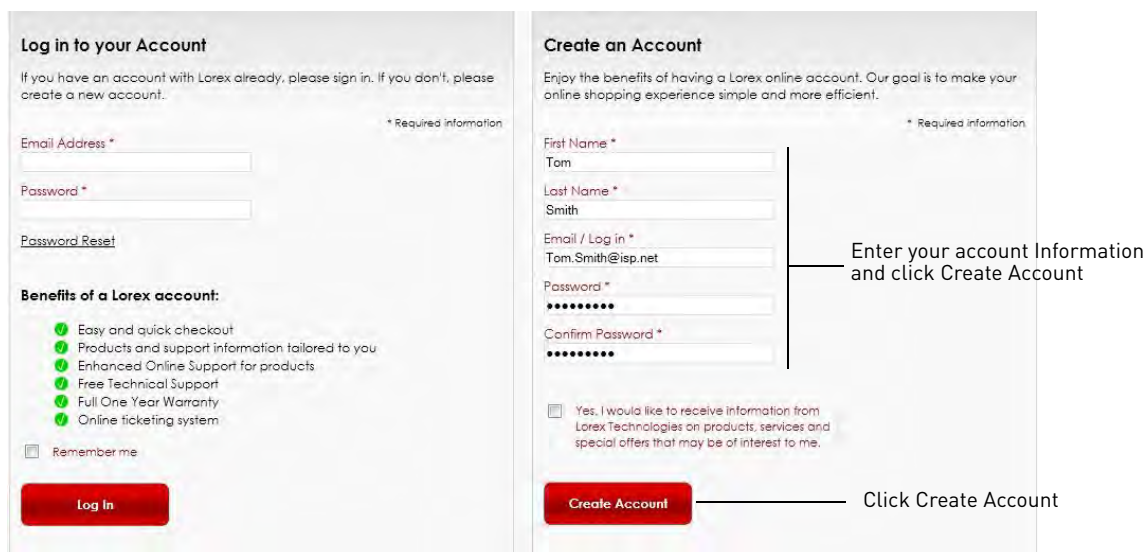 Log in to your Account
If you have an account with Lorex already, please sign in. If you don't, please
create a new account.
* Required information
Email Address *
Password *
Password Reset
Benefits of a Lorex account:
Easy and quick checkout
Products and support information tailored to you
Enhanced Online Support for products
Free Technical Support
Full One Year Warranty
Online ticketing system
Remember me
Log In
Create an Account
Enjoy the benefits of having a Lorex online account. Our goal is to make your
online shopping experience simple and more efficient.
* Required information
First Name *
Tom
Last Name *
Smith
Email / Log in *
Tom.Smith@isp.net
Password *
•••••••••
Confirm Password *
•••••••••
Yes, I would like to receive information from
Lorex Technologies on products, services and
special offers that may be of interest to me.
Create Account
Enter your account Information
and click Create Account
Click Create Account